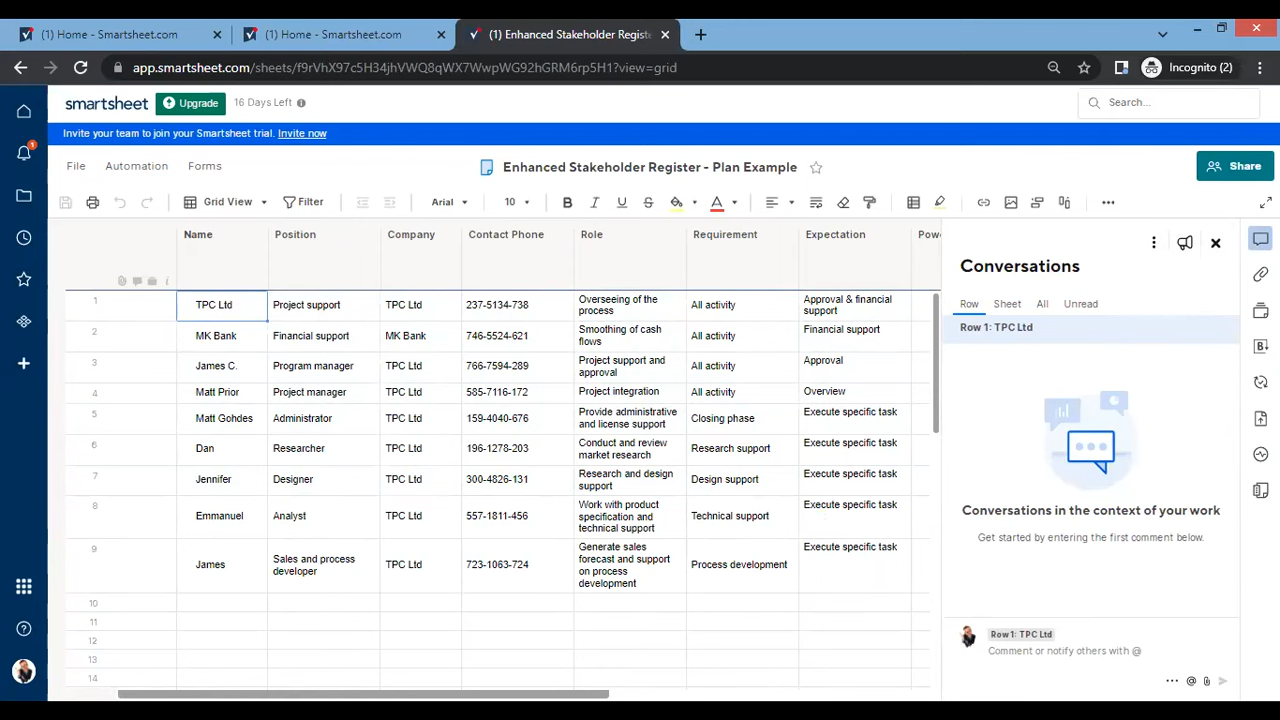 (1) Home - Smartsheet.com
(1) Home - Smartsheet.com
(1) Enhanced Stakeholder Regist
app.smartsheet.com/sheets/f9rVhX97c5H34jhVWQ8qWX7WwpWG92hGRM6rp5H1?view=grid
Incognito (2)
smartsheet
Upgrade
16 Days Left
Search...
Invite your team to join your Smartsheet trial. Invite now
File Automation Forms
Enhanced Stakeholder Register - Plan Example
Share
Grid View Filter Arial 10 B I U S A
Name Position Company Contact Phone Role Requirement Expectation Powe
1 TPC Ltd Project support TPC Ltd 237-5134-738 Overseeing of the process All activity Approval & financial support
2 MK Bank Financial support MK Bank 746-5524-621 Smoothing of cash flows All activity Financial support
3 James C. Program manager TPC Ltd 766-7594-289 Project support and approval All activity Approval
4 Matt Prior Project manager TPC Ltd 585-7116-172 Project integration All activity Overview
5 Matt Gohdes Administrator TPC Ltd 159-4040-676 Provide administrative and license support Closing phase Execute specific task
6 Dan Researcher TPC Ltd 196-1278-203 Conduct and review market research Research support Execute specific task
7 Jennifer Designer TPC Ltd 300-4826-131 Research and design support Design support Execute specific task
8 Emmanuel Analyst TPC Ltd 557-1811-456 Work with product specification and technical support Technical support Execute specific task
9 James Sales and process developer TPC Ltd 723-1063-724 Generate sales forecast and support on process development Process development Execute specific task
10
11
12
13
14
Conversations
Row Sheet All Unread
Row 1: TPC Ltd
Conversations in the context of your work
Get started by entering the first comment below.
Row 1: TPC Ltd
Comment or notify others with @